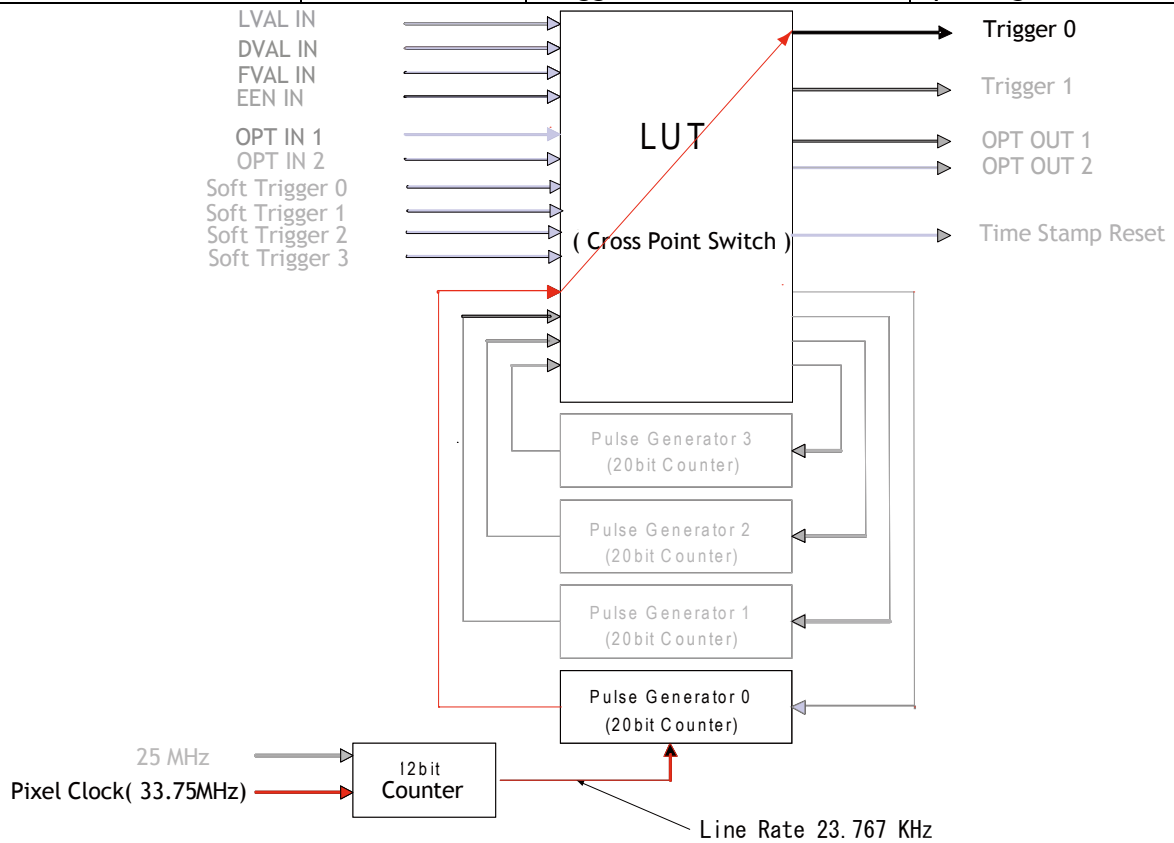 LVAL IN
DVAL IN
FVAL IN
EEN IN
OPT IN 1
OPT IN 2
Soft Trigger 0
Soft Trigger 1
Soft Trigger 2
Soft Trigger 3
LUT
( Cross Point Switch )
Trigger 0
Trigger 1
OPT OUT 1
OPT OUT 2
Time Stamp Reset
Pulse Generator 3
(20bit Counter)
Pulse Generator 2
(20bit Counter)
Pulse Generator 1
(20bit Counter)
Pulse Generator 0
(20bit Counter)
25 MHz
Pixel Clock( 33.75MHz)
12bit
Counter
Line Rate 23.767 KHz